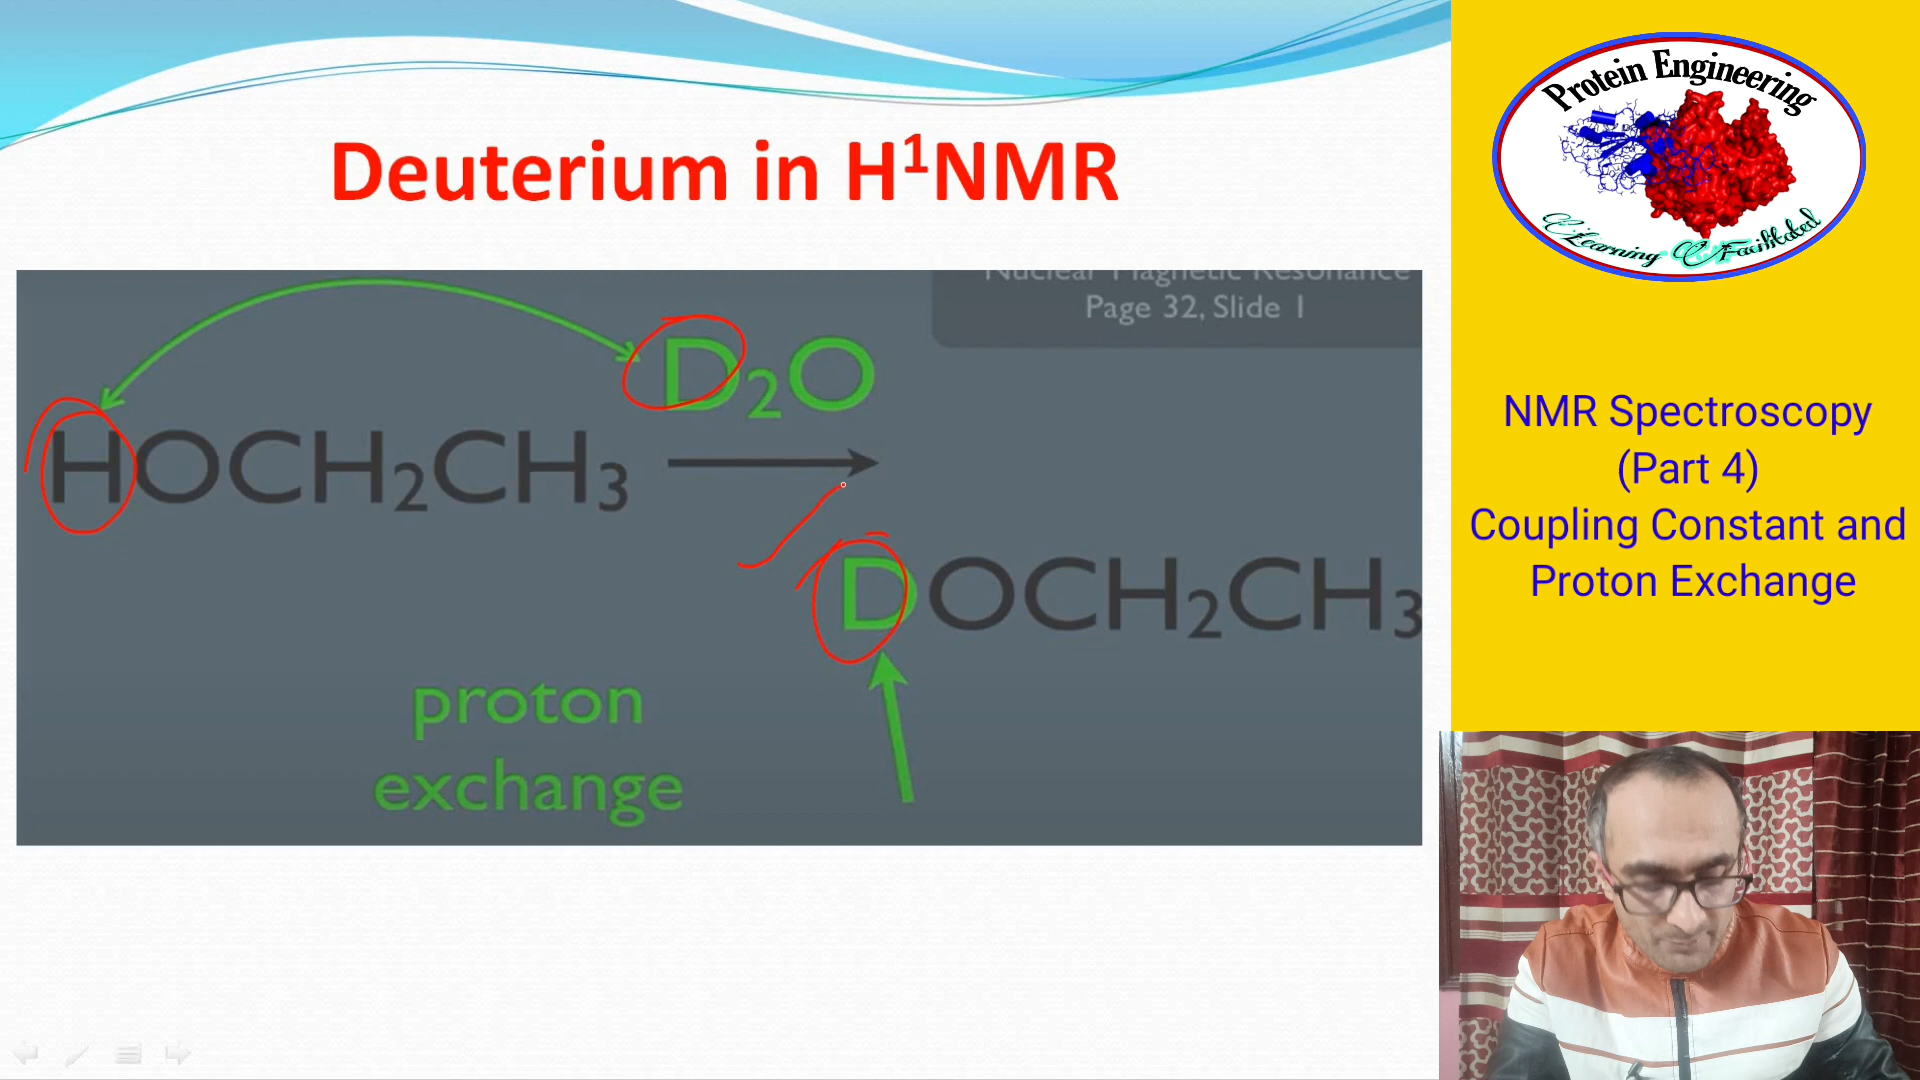 Deuterium in H¹NMR
Nuclear Magnetic Resonance
Page 32, Slide 1
D₂O
HOCH₂CH₃
DOCH₂CH₃
proton
exchange
Protein Engineering
Learning Facilitated
NMR Spectroscopy
(Part 4)
Coupling Constant and
Proton Exchange